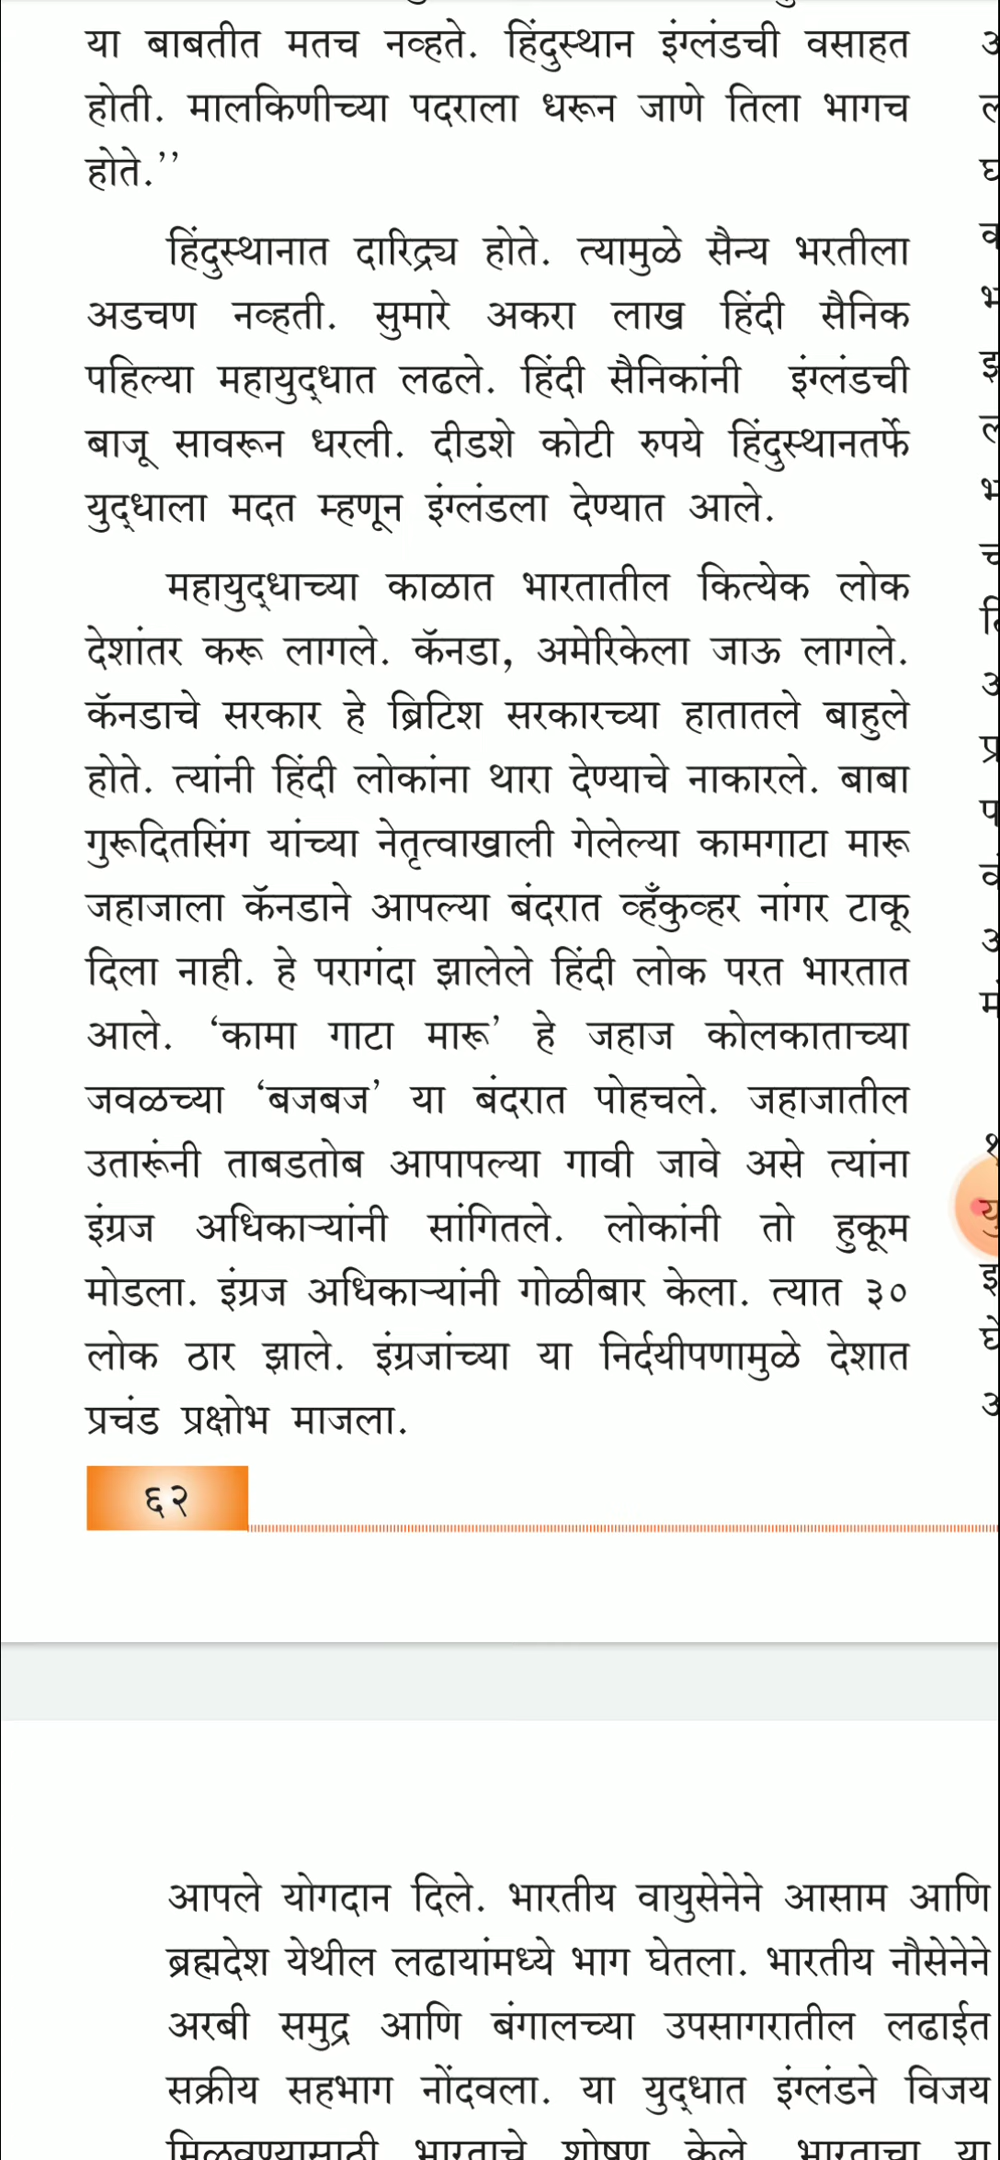 या बाबतीत मतच नव्हते. हिंदुस्थान इंग्लंडची वसाहत
होती. मालकिणीच्या पदराला धरून जाणे तिला भागच
होते.’’
हिंदुस्थानात दारिद्र्य होते. त्यामुळे सैन्य भरतीला
अडचण नव्हती. सुमारे अकरा लाख हिंदी सैनिक
पहिल्या महायुद्‌धात लढले. हिंदी सैनिकांनी इंग्लंडची
बाजू सावरून धरली. दीडशे कोटी रुपये हिंदुस्थानतर्फे
युद्‌धाला मदत म्हणून इंग्लंडला देण्यात आले.
महायुद्‌धाच्या काळात भारतातील कित्येक लोक
देशांतर करू लागले. कॅनडा, अमेरिकेला जाऊ लागले.
कॅनडाचे सरकार हे ब्रिटिश सरकारच्या हातातले बाहुले
होते. त्यांनी हिंदी लोकांना थारा देण्याचे नाकारले. बाबा
गुरूदितसिंग यांच्या नेतृत्वाखाली गेलेल्या कामगाटा मारू
जहाजाला कॅनडाने आपल्या बंदरात व्हँकुव्हर नांगर टाकू
दिला नाही. हे परागंदा झालेले हिंदी लोक परत भारतात
आले. ‘कामा गाटा मारू’ हे जहाज कोलकाताच्या
जवळच्या ‘बजबज’ या बंदरात पोहचले. जहाजातील
उतारूंनी ताबडतोब आपापल्या गावी जावे असे त्यांना
इंग्रज अधिकाऱ्यांनी सांगितले. लोकांनी तो हुकूम
मोडला. इंग्रज अधिकाऱ्यांनी गोळीबार केला. त्यात ३०
लोक ठार झाले. इंग्रजांच्या या निर्दयीपणामुळे देशात
प्रचंड प्रक्षोभ माजला.
६२
आपले योगदान दिले. भारतीय वायुसेनेने आसाम आणि
ब्रह्मदेश येथील लढायांमध्ये भाग घेतला. भारतीय नौसेनेने
अरबी समुद्र आणि बंगालच्या उपसागरातील लढाईत
सक्रीय सहभाग नोंदवला. या युद्‌धात इंग्लंडने विजय
मिळवण्यासाठी भारताचे शोषण केले. भारताचा या